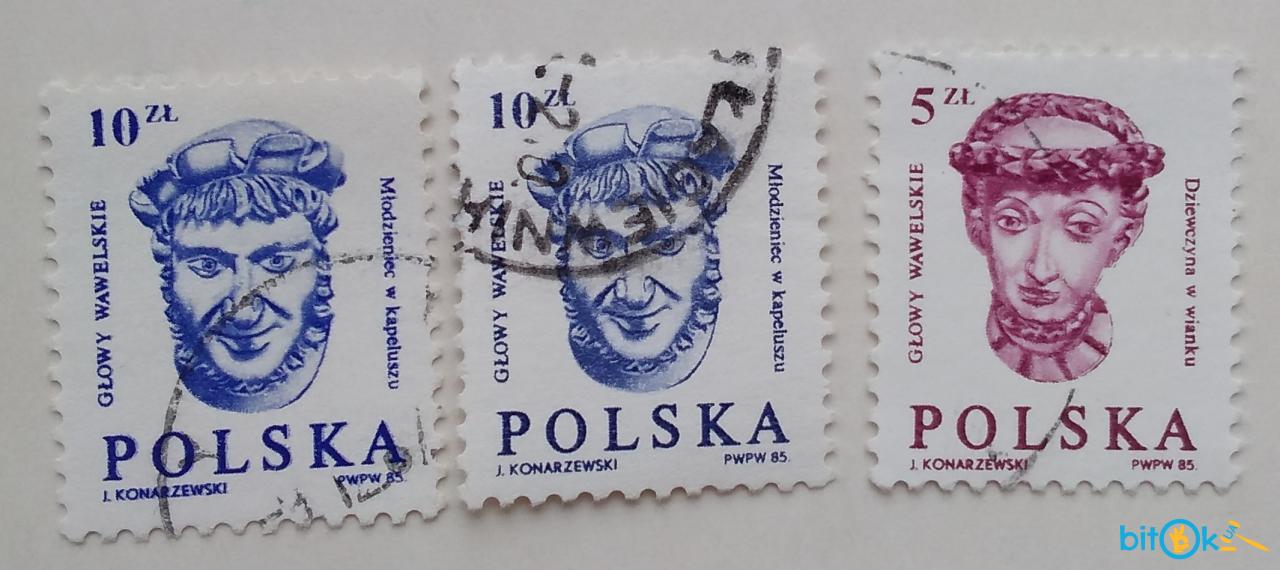 10 ZŁ
GŁOWY WAWELSKIE
Młodzieniec w kapeluszu
POLSKA
J. KONARZEWSKI
PWPW 85.
10 ZŁ
GŁOWY WAWELSKIE
Młodzieniec w kapeluszu
POLSKA
J. KONARZEWSKI
PWPW 85.
5 ZŁ
GŁOWY WAWELSKIE
Dziewczyna w wianku
POLSKA
J. KONARZEWSKI
PWPW 85.
bitOk UA